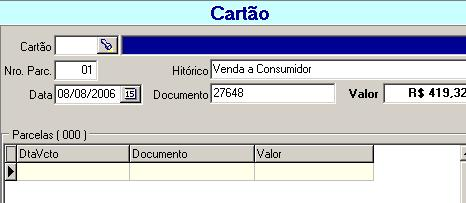 Cartão
Cartão
Nro. Parc. 01 Hitórico Venda a Consumidor
Data 08/08/2006 15 Documento 27648 Valor R$ 419,32
Parcelas ( 000 )
DtaVcto Documento Valor